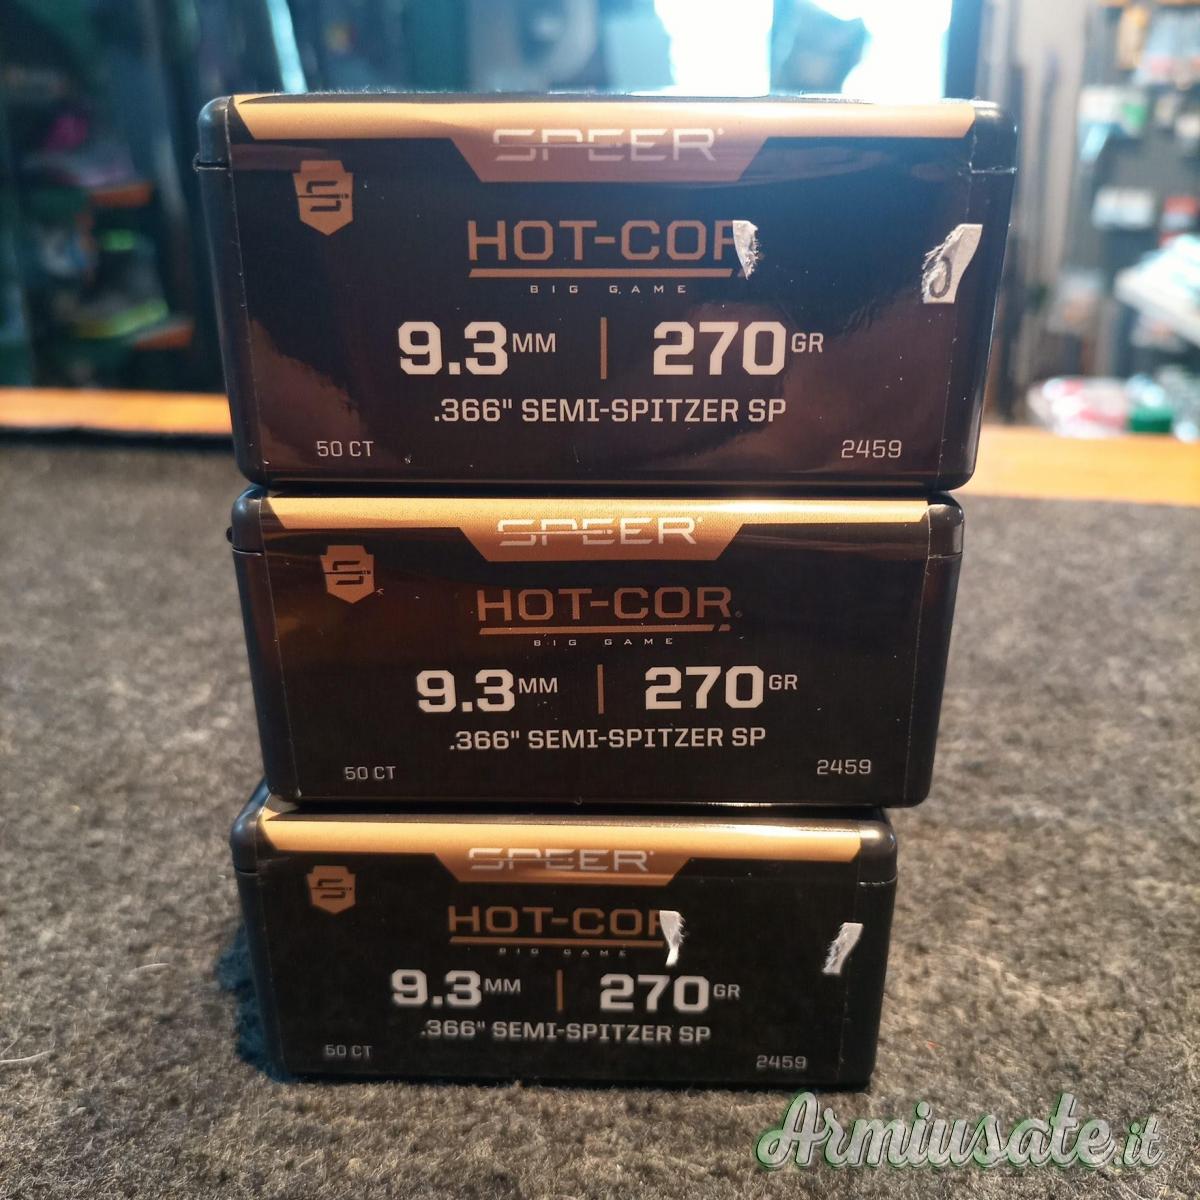 SPEER
HOT-COR
BIG GAME
9.3MM | 270GR
.366" SEMI-SPITZER SP
50 CT 2459
SPEER
HOT-COR
BIG GAME
9.3MM | 270GR
.366" SEMI-SPITZER SP
50 CT 2459
SPEER
HOT-COR
BIG GAME
9.3MM | 270GR
.366" SEMI-SPITZER SP
50 CT 2459
Armiusate.it